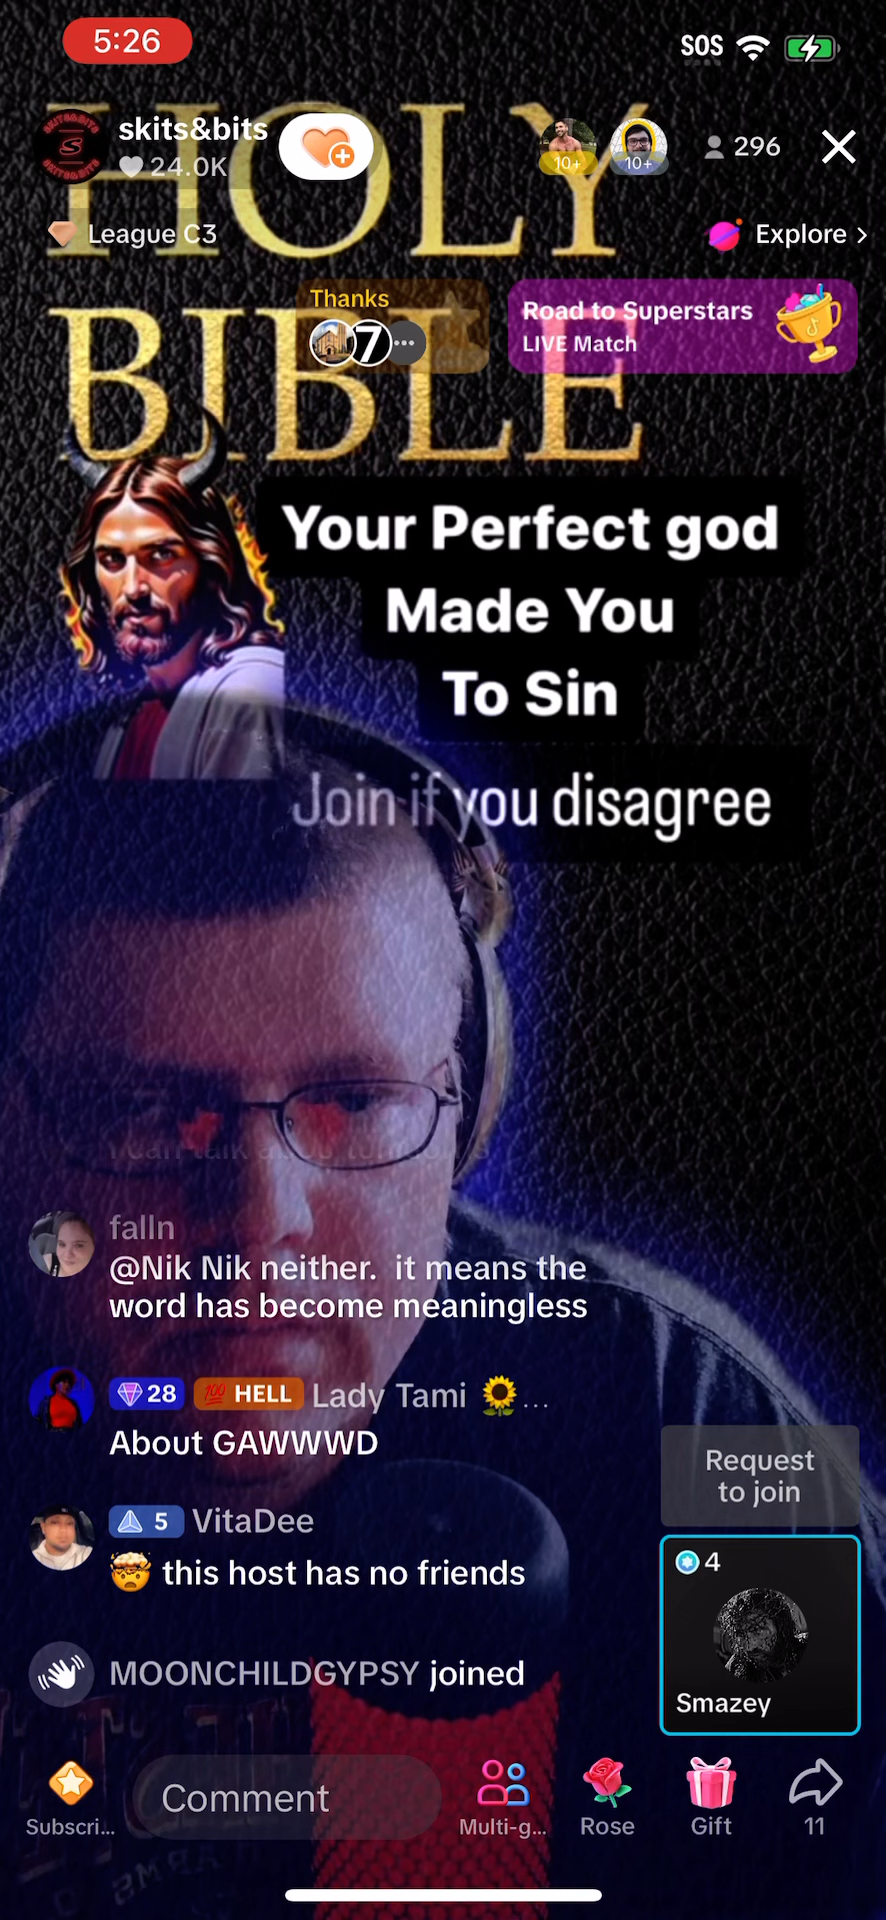 5:26
SOS
HOLY
skits&bits
24.0K
10+
10+
296
League C3
Explore >
BIBLE
Thanks
7
Road to Superstars
LIVE Match
Your Perfect god
Made You
To Sin
Join if you disagree
falln
@Nik Nik neither.  it means the
word has become meaningless
28
100
HELL
Lady Tami 🌻...
About GAWWWD
5
VitaDee
🤯 this host has no friends
MOONCHILDGYPSY joined
Request
to join
4
Smazey
Subscri...
Comment
Multi-g...
Rose
Gift
11